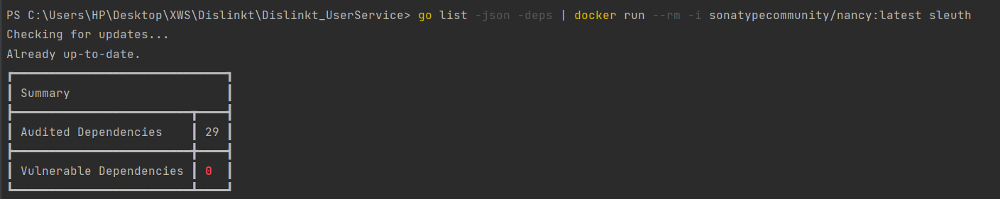 PS C:\Users\HP\Desktop\XWS\Dislinkt\Dislinkt_UserService> go list -json -deps | docker run --rm -i sonatypecommunity/nancy:latest sleuth
Checking for updates...
Already up-to-date.
Summary
Audited Dependencies 29
Vulnerable Dependencies 0